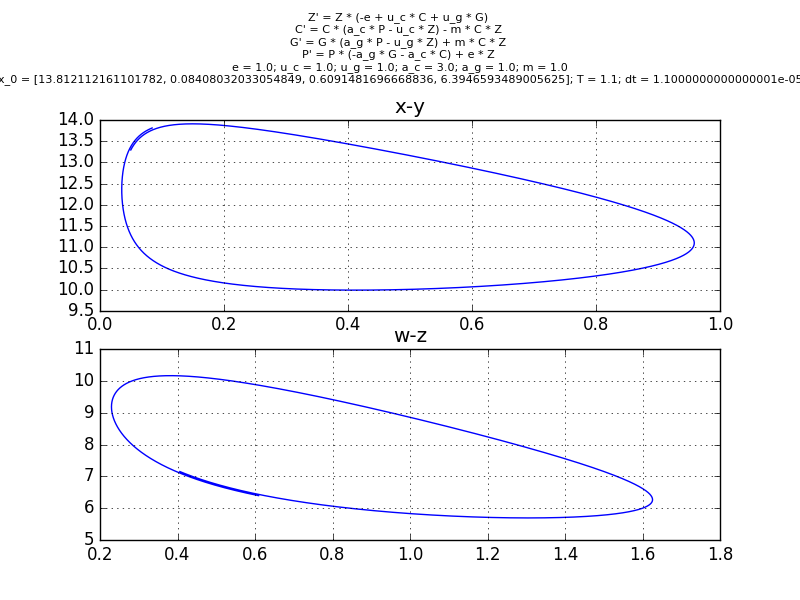 Z' = Z * (-e + u_c * C + u_g * G)
C' = C * (a_c * P - u_c * Z) - m * C * Z
G' = G * (a_g * P - u_g * Z) + m * C * Z
P' = P * (-a_g * G - a_c * C) + e * Z
e = 1.0; u_c = 1.0; u_g = 1.0; a_c = 3.0; a_g = 1.0; m = 1.0
x_0 = [13.812112161101782, 0.08408032033054849, 0.6091481696668836, 6.3946593489005625]; T = 1.1; dt = 1.1000000000000001e-05
x-y
14.0
13.5
13.0
12.5
12.0
11.5
11.0
10.5
10.0
9.5
0.0 0.2 0.4 0.6 0.8 1.0
w-z
11
10
9
8
7
6
5
0.2 0.4 0.6 0.8 1.0 1.2 1.4 1.6 1.8